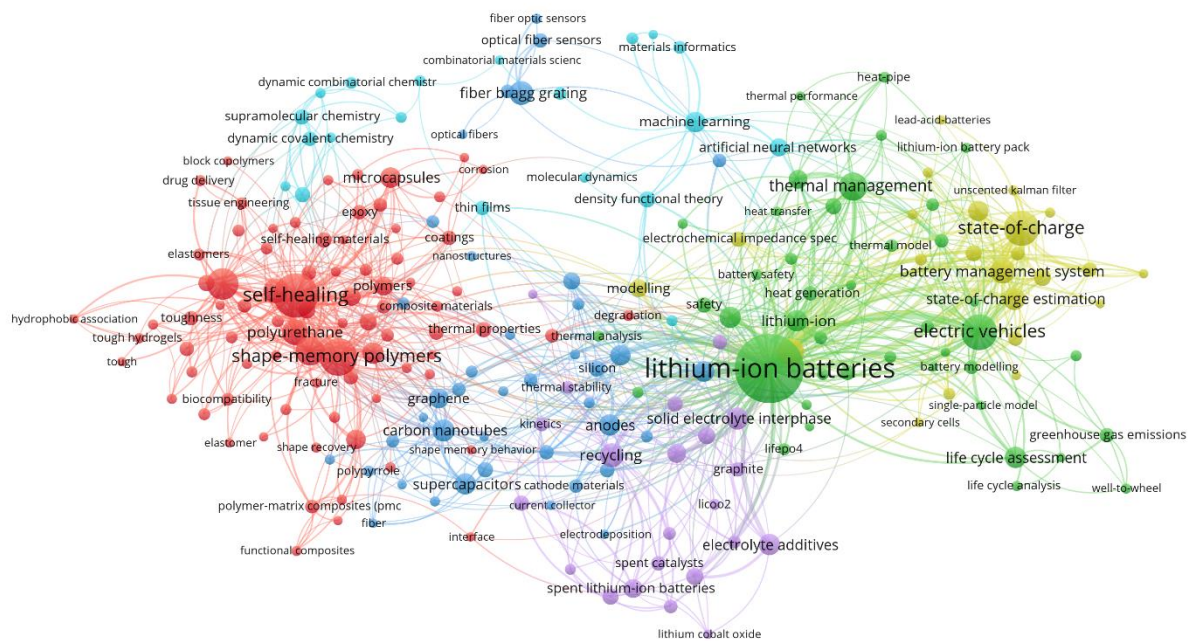 fiber optic sensors
optical fiber sensors
materials informatics
combinatorial materials scienc
dynamic combinatorial chemistr
heat-pipe
fiber bragg grating
thermal performance
supramolecular chemistry
machine learning
lead-acid-batteries
optical fibers
dynamic covalent chemistry
artificial neural networks
lithium-ion battery pack
block copolymers
corrosion
drug delivery
microcapsules
molecular dynamics
thermal management
unscented kalman filter
tissue engineering
density functional theory
epoxy
thin films
heat transfer
state-of-charge
self-healing materials
coatings
electrochemical impedance spec
thermal model
elastomers
nanostructures
battery safety
battery management system
polymers
modelling
heat generation
self-healing
composite materials
safety
state-of-charge estimation
hydrophobic association
toughness
degradation
lithium-ion
tough hydrogels
polyurethane
thermal properties
thermal analysis
electric vehicles
shape-memory polymers
tough
silicon
lithium-ion batteries
battery modelling
fracture
thermal stability
biocompatibility
graphene
single-particle model
carbon nanotubes
kinetics
anodes
solid electrolyte interphase
secondary cells
elastomer
shape recovery
shape memory behavior
recycling
lifepo4
greenhouse gas emissions
polypyrrole
graphite
life cycle assessment
supercapacitors
cathode materials
life cycle analysis
well-to-wheel
polymer-matrix composites (pmc
current collector
licoo2
fiber
interface
electrodeposition
electrolyte additives
functional composites
spent catalysts
spent lithium-ion batteries
lithium cobalt oxide